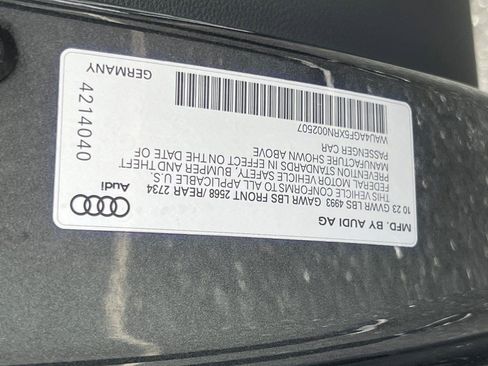 MFD. BY AUDI AG
10 23 GVWR LBS 4993 GAWR LBS FRONT 2568 /REAR 2734
THIS VEHICLE CONFORMS TO ALL APPLICABLE U.S.
FEDERAL MOTOR VEHICLE SAFETY, BUMPER AND THEFT
PREVENTION STANDARDS IN EFFECT ON THE DATE OF
MANUFACTURE SHOWN ABOVE
PASSENGER CAR
WAU4AGF5XRN002507
GERMANY
4214040
Audi